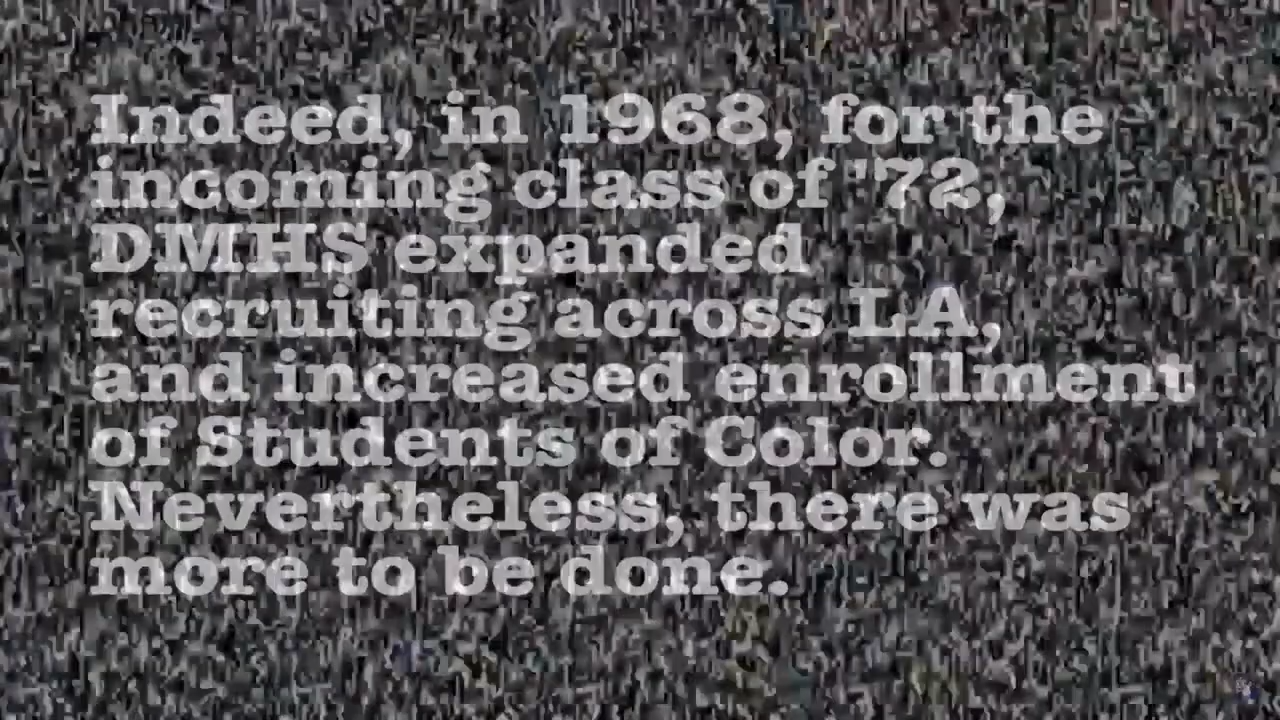 Indeed, in 1968, for the
incoming class of '72,
DMHS expanded
recruiting across LA,
and increased enrollment
of Students of Color.
Nevertheless, there was
more to be done.